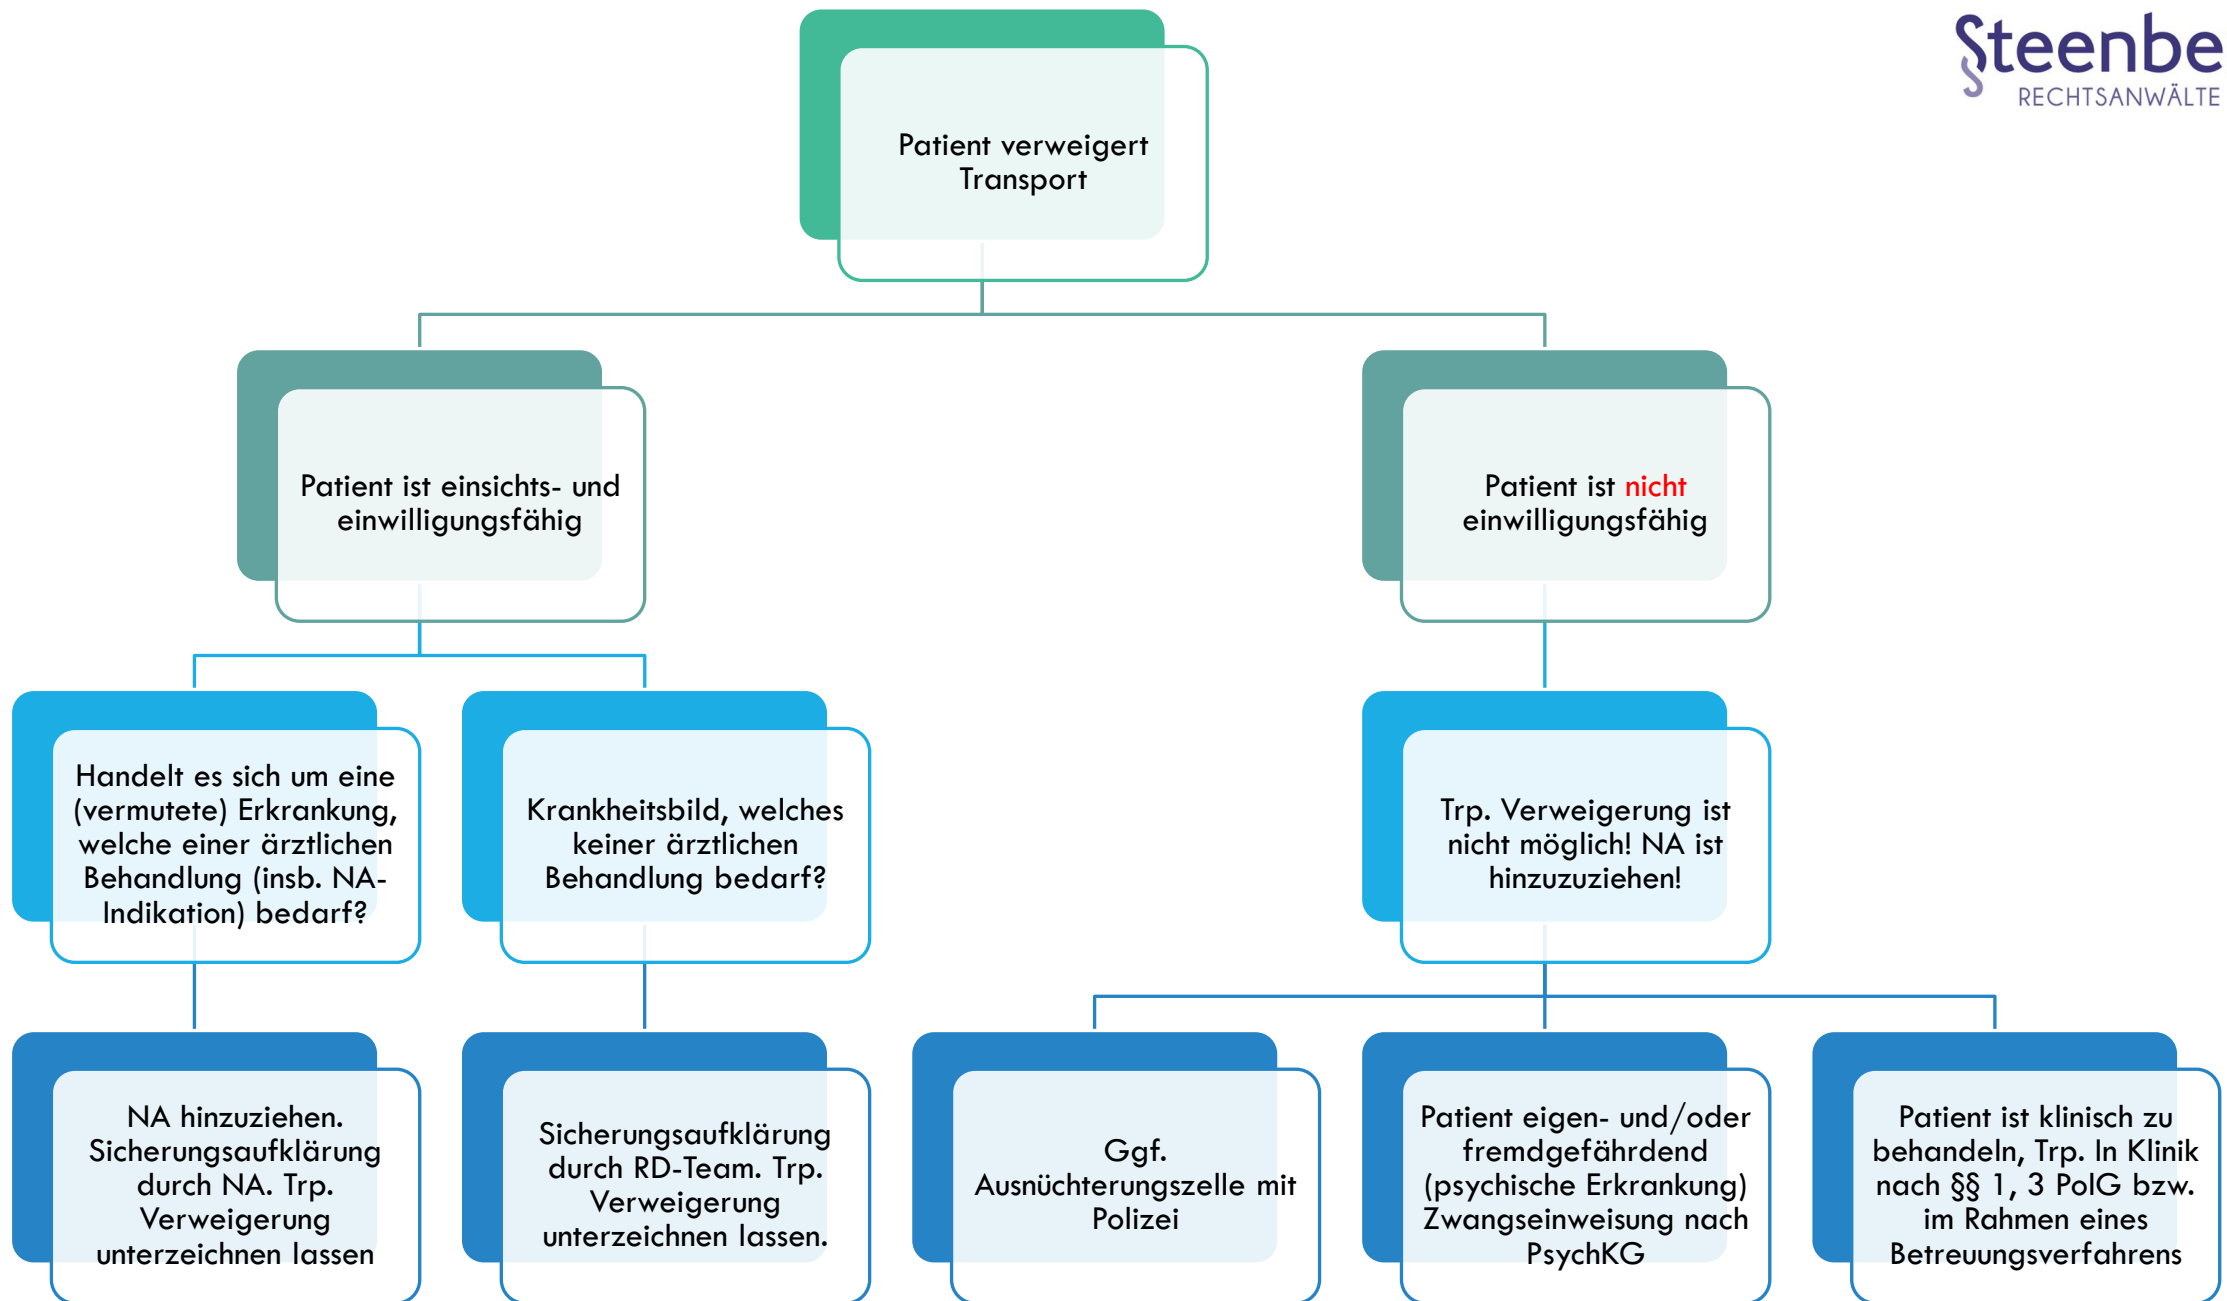 Steenbe
RECHTSANWÄLTE
Patient verweigert
Transport
Patient ist einsichts- und
einwilligungsfähig
Patient ist nicht
einwilligungsfähig
Handelt es sich um eine
(vermutete) Erkrankung,
welche einer ärztlichen
Behandlung (insb. NA-
Indikation) bedarf?
Krankheitsbild, welches
keiner ärztlichen
Behandlung bedarf?
Trp. Verweigerung ist
nicht möglich! NA ist
hinzuzuziehen!
NA hinzuziehen.
Sicherungsaufklärung
durch NA. Trp.
Verweigerung
unterzeichnen lassen
Sicherungsaufklärung
durch RD-Team. Trp.
Verweigerung
unterzeichnen lassen.
Ggf.
Ausnüchterungszelle mit
Polizei
Patient eigen- und/oder
fremdgefährdend
(psychische Erkrankung)
Zwangseinweisung nach
PsychKG
Patient ist klinisch zu
behandeln, Trp. In Klinik
nach §§ 1, 3 PolG bzw.
im Rahmen eines
Betreuungsverfahrens